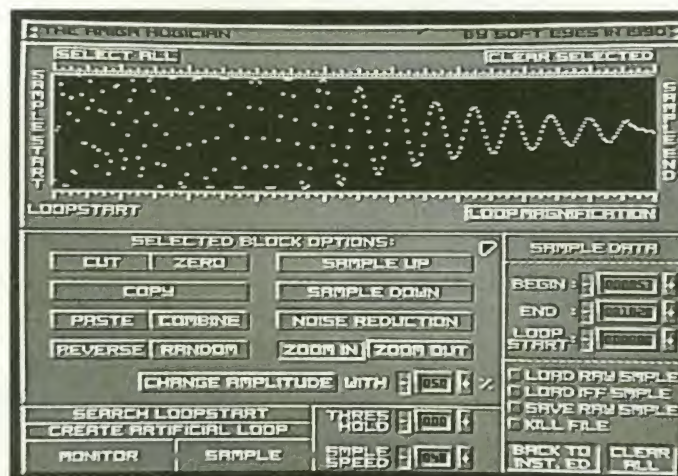 THE AMIGA AUGICIAN BY SOFT EYES IN 1990
SELECT ALL CLEAR SELECTED
SAMPLE START
SAMPLE END
LOOPSTART LOOP MAGNIFICATION
SELECTED BLOCK OPTIONS:
CUT ZERO SAMPLE UP
COPY SAMPLE DOWN
PASTE COMBINE NOISE REDUCTION
REVERSE RANDOM ZOOM IN ZOOM OUT
CHANGE AMPLITUDE WITH 050 %
SEARCH LOOPSTART
CREATE ARTIFICIAL LOOP
MONITOR SAMPLE
THRES HOLD 000
SMPLE SPEED
SAMPLE DATA
BEGIN :
END :
LOOP START:
LOAD RAW SMPLE
LOAD IFF SMPLE
SAVE RAW SMPLE
KILL FILE
BACK TO INST. ED
CLEAR ALL